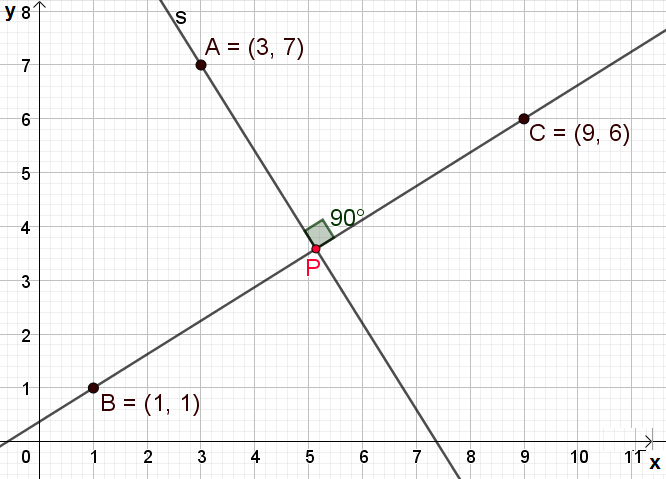 y
8
s
A = (3, 7)
7
6
C = (9, 6)
5
4
90°
3
P
2
1
B = (1, 1)
0 1 2 3 4 5 6 7 8 9 10 11
x